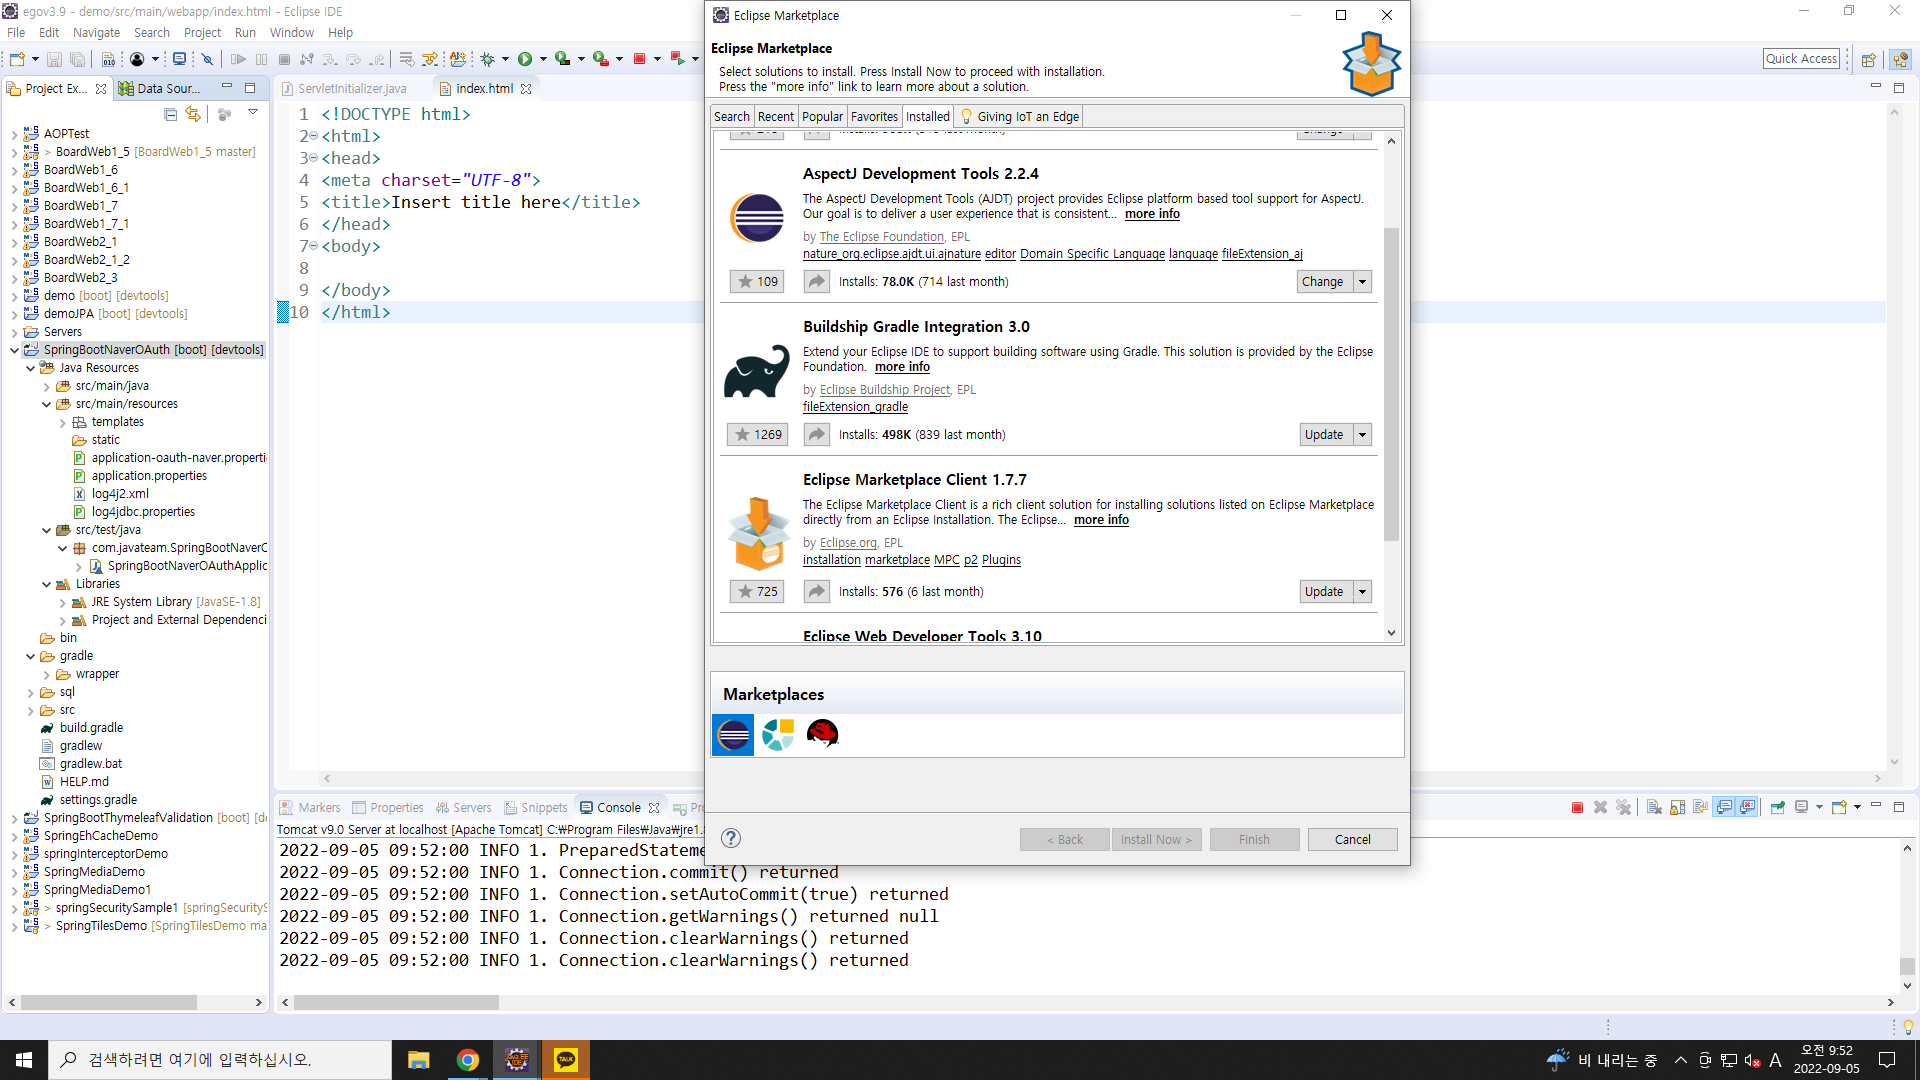 egov3.9 - demo/src/main/webapp/index.html - Eclipse IDE
File Edit Navigate Search Project Run Window Help
Quick Access
Project Ex...
Data Sour...
AOPTest
> BoardWeb1_5 [BoardWeb1_5 master]
BoardWeb1_6
BoardWeb1_6_1
BoardWeb1_7
BoardWeb1_7_1
BoardWeb2_1
BoardWeb2_1_2
BoardWeb2_3
demo [boot] [devtools]
demoJPA [boot] [devtools]
Servers
SpringBootNaverOAuth [boot] [devtools]
Java Resources
src/main/java
src/main/resources
templates
static
application-oauth-naver.properti
application.properties
log4j2.xml
log4jdbc.properties
src/test/java
com.javateam.SpringBootNaverO
SpringBootNaverOAuthApplic
Libraries
JRE System Library [JavaSE-1.8]
Project and External Dependenci
bin
gradle
wrapper
sql
src
build.gradle
gradlew
gradlew.bat
HELP.md
settings.gradle
SpringBootThymeleafValidation [boot] [de
SpringEhCacheDemo
springInterceptorDemo
SpringMediaDemo
SpringMediaDemo1
> springSecuritySample1 [springSecurityS
> SpringTilesDemo [SpringTilesDemo ma
ServletInitializer.java
index.html
1 <!DOCTYPE html>
2 <html>
3 <head>
4 <meta charset="UTF-8">
5 <title>Insert title here</title>
6 </head>
7 <body>
8
9 </body>
10 </html>
Eclipse Marketplace
Eclipse Marketplace
Select solutions to install. Press Install Now to proceed with installation.
Press the "more info" link to learn more about a solution.
Search Recent Popular Favorites Installed Giving IoT an Edge
AspectJ Development Tools 2.2.4
The AspectJ Development Tools (AJDT) project provides Eclipse platform based tool support for AspectJ.
Our goal is to deliver a user experience that is consistent... more info
by The Eclipse Foundation, EPL
nature_org.eclipse.ajdt.ui.ajnature editor Domain Specific Language language fileExtension_aj
109 Installs: 78.0K (714 last month) Change
Buildship Gradle Integration 3.0
Extend your Eclipse IDE to support building software using Gradle. This solution is provided by the Eclipse
Foundation. more info
by Eclipse Buildship Project, EPL
fileExtension_gradle
1269 Installs: 498K (839 last month) Update
Eclipse Marketplace Client 1.7.7
The Eclipse Marketplace Client is a rich client solution for installing solutions listed on Eclipse Marketplace
directly from an Eclipse Installation. The Eclipse... more info
by Eclipse.org, EPL
installation marketplace MPC p2 Plugins
725 Installs: 576 (6 last month) Update
Eclipse Web Developer Tools 3.10
Marketplaces
< Back Install Now > Finish Cancel
Markers Properties Servers Snippets Console Pr
Tomcat v9.0 Server at localhost [Apache Tomcat] C:₩Program Files₩Java₩jre1.8
2022-09-05 09:52:00 INFO 1. PreparedStateme
2022-09-05 09:52:00 INFO 1. Connection.commit() returned
2022-09-05 09:52:00 INFO 1. Connection.setAutoCommit(true) returned
2022-09-05 09:52:00 INFO 1. Connection.getWarnings() returned null
2022-09-05 09:52:00 INFO 1. Connection.clearWarnings() returned
2022-09-05 09:52:00 INFO 1. Connection.clearWarnings() returned
검색하려면 여기에 입력하십시오.
TALK
비 내리는 중
A
오전 9:52
2022-09-05